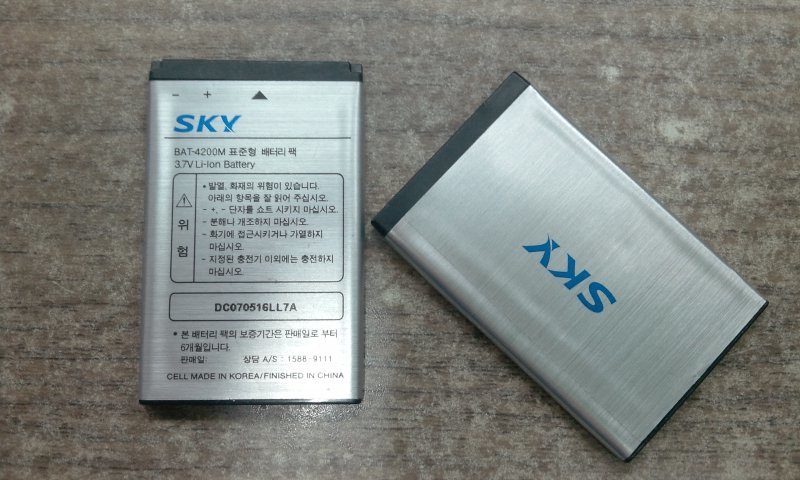 - +
SKY
BAT-4200M 표준형 배터리 팩
3.7V Li-Ion Battery
위 험
• 발열, 화재의 위험이 있습니다.
아래의 항목을 잘 읽어 주십시오.
- +, - 단자를 쇼트 시키지 마십시오.
- 분해나 개조하지 마십시오.
- 화기에 접근시키거나 가열하지
마십시오.
- 지정된 충전기 이외에는 충전하지
마십시오.
DC070516LL7A
• 본 배터리 팩의 보증기간은 판매일로 부터
6개월입니다.
판매일: 상담 A/S : 1588-9111
CELL MADE IN KOREA/FINISHED IN CHINA
SKY